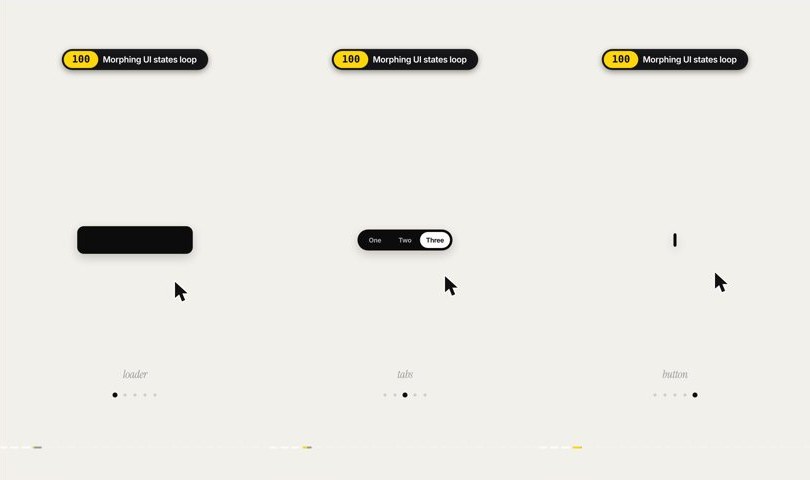 100 Morphing UI states loop
100 Morphing UI states loop
100 Morphing UI states loop
One Two Three
loader
tabs
button